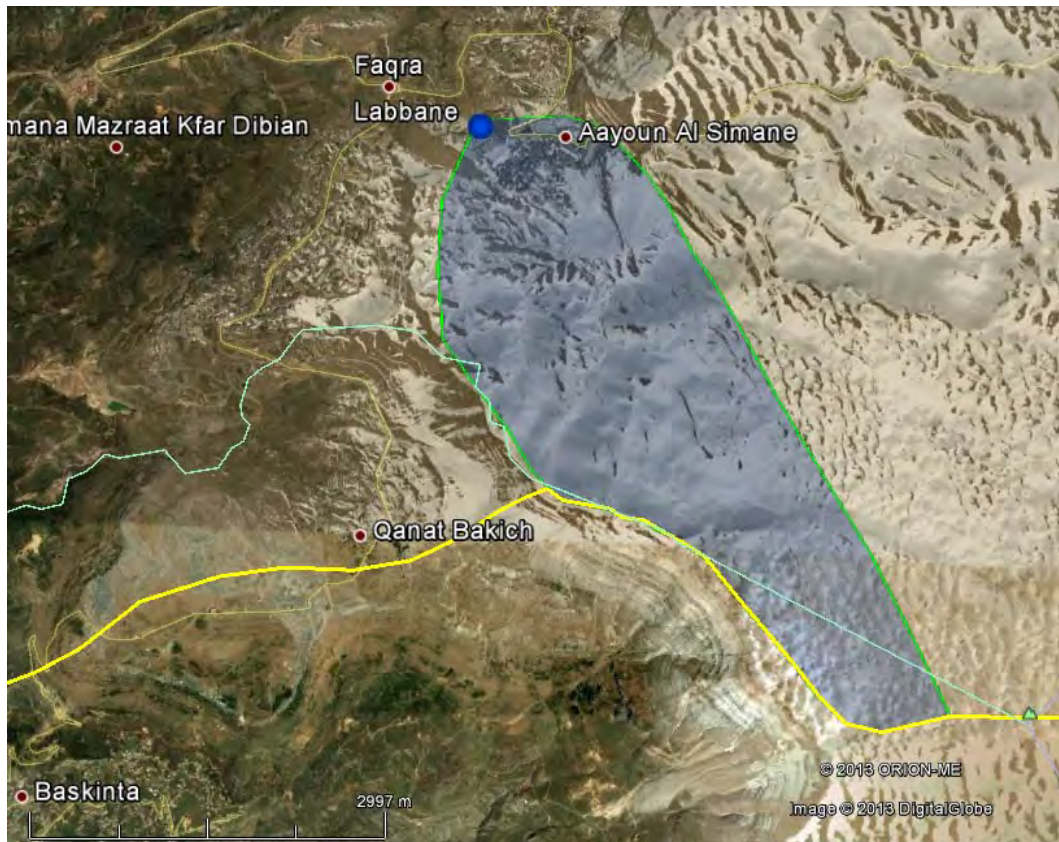 Faqra
Labbane
mana Mazraat Kfar Dibian
Aayoun Al Simane
Qanat Bakich
Baskinta
2997 m
© 2013 ORION-ME
Image © 2013 DigitalGlobe